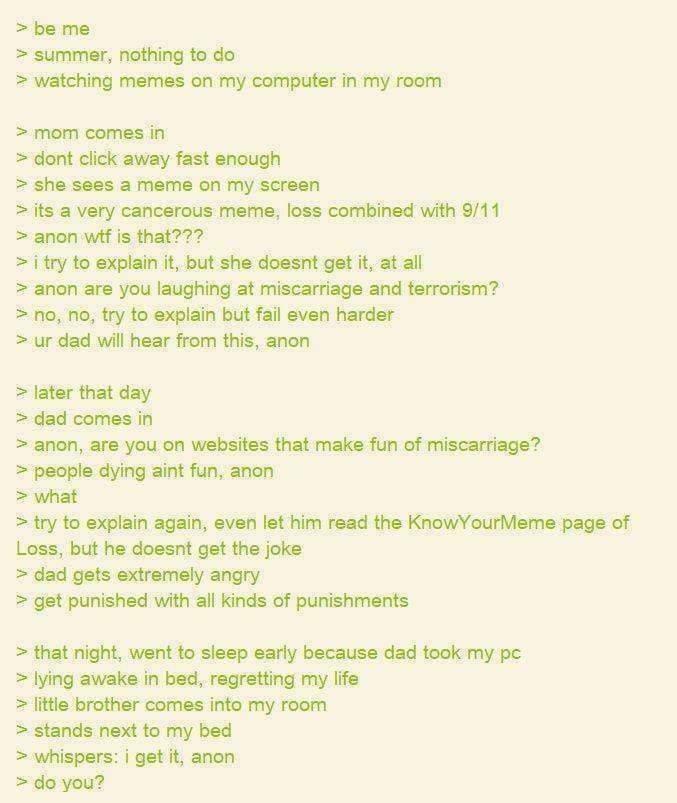 > be me
> summer, nothing to do
> watching memes on my computer in my room
> mom comes in
> dont click away fast enough
> she sees a meme on my screen
> its a very cancerous meme, loss combined with 9/11
> anon wtf is that???
> i try to explain it, but she doesnt get it, at all
> anon are you laughing at miscarriage and terrorism?
> no, no, try to explain but fail even harder
> ur dad will hear from this, anon
> later that day
> dad comes in
> anon, are you on websites that make fun of miscarriage?
> people dying aint fun, anon
> what
> try to explain again, even let him read the KnowYourMeme page of
Loss, but he doesnt get the joke
> dad gets extremely angry
> get punished with all kinds of punishments
> that night, went to sleep early because dad took my pc
> lying awake in bed, regretting my life
> little brother comes into my room
> stands next to my bed
> whispers: i get it, anon
> do you?